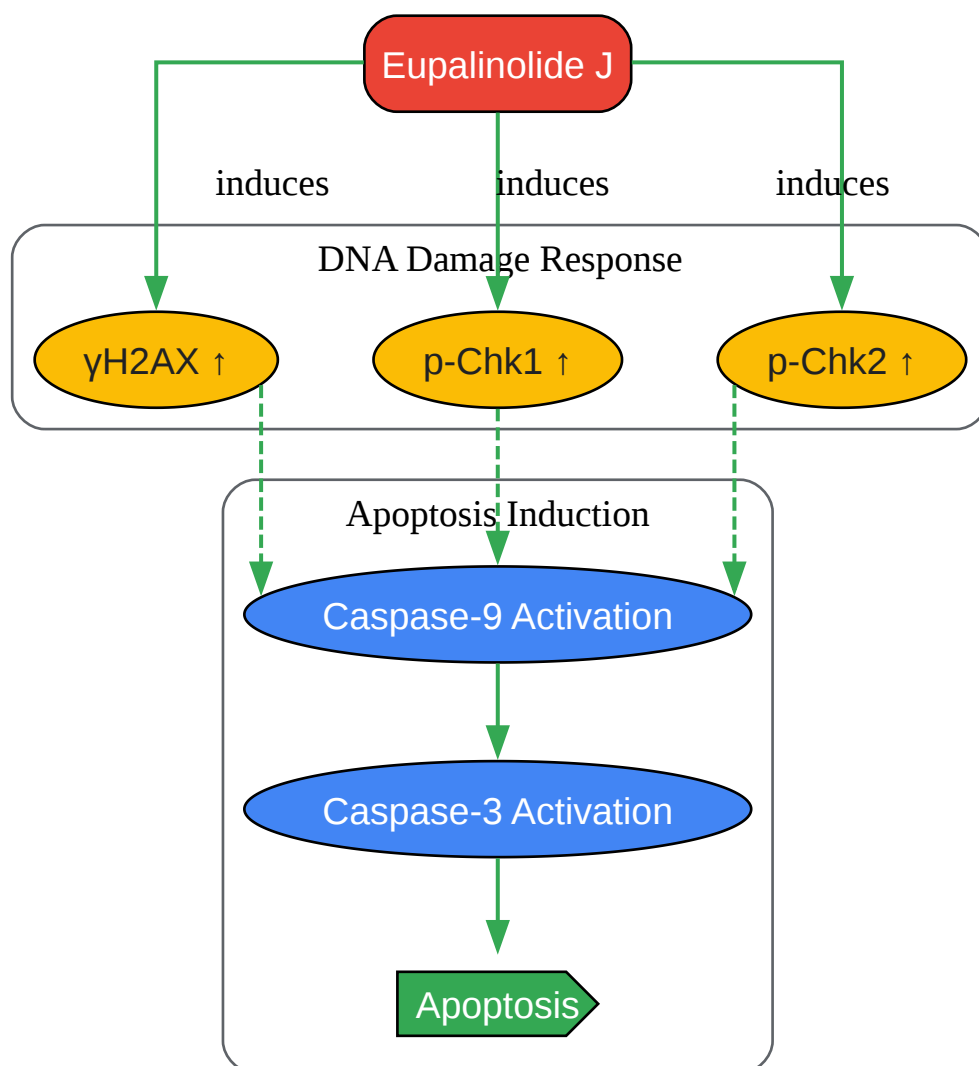 Eupalinolide J
induces
induces
induces
DNA Damage Response
γH2AX ↑
p-Chk1 ↑
p-Chk2 ↑
Apoptosis Induction
Caspase-9 Activation
Caspase-3 Activation
Apoptosis